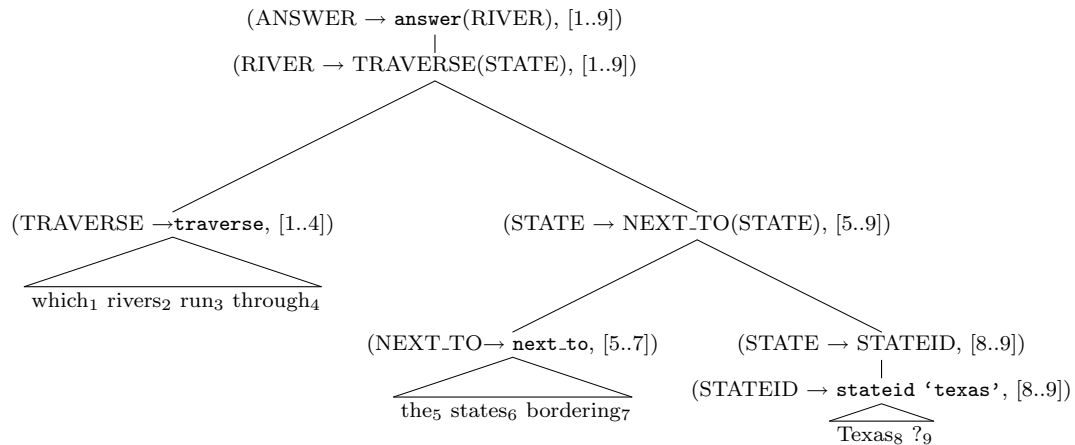 (ANSWER → answer(RIVER), [1..9])
(RIVER → TRAVERSE(STATE), [1..9])
(TRAVERSE →traverse, [1..4])
(STATE → NEXT_TO(STATE), [5..9])
which₁ rivers₂ run₃ through₄
(NEXT_TO→ next_to, [5..7])
(STATE → STATEID, [8..9])
(STATEID → stateid ‘texas’, [8..9])
the₅ states₆ bordering₇
Texas₈ ?₉